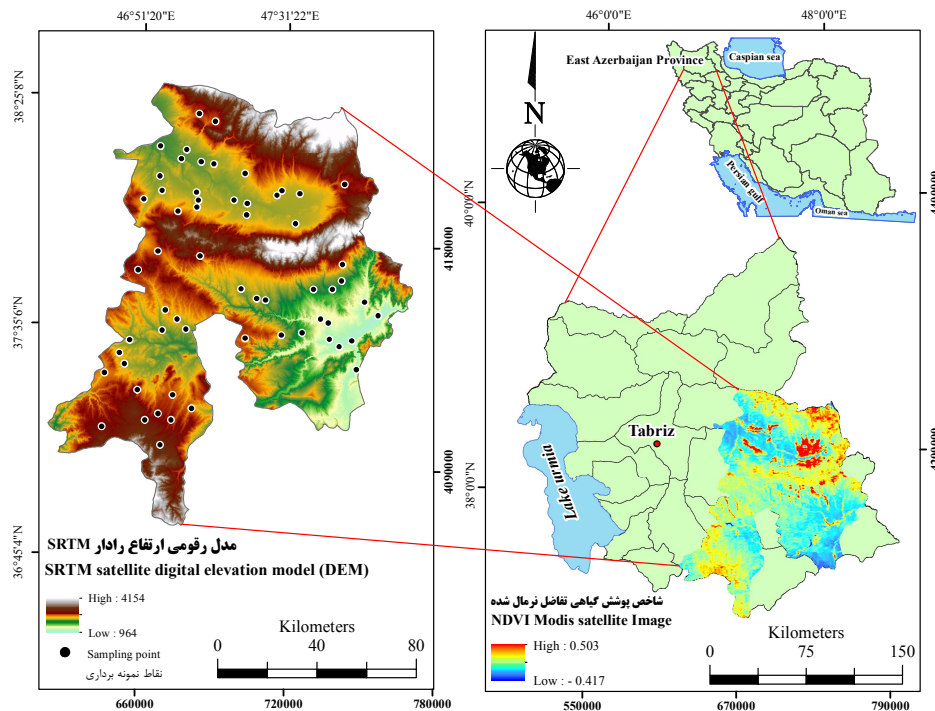 46°51'20"E
47°31'22"E
38°25'8"N
37°35'6"N
36°45'4"N
4180000
4090000
مدل رقومی ارتفاع رادار SRTM
SRTM satellite digital elevation model (DEM)
High : 4154
Low : 964
Sampling point
نقاط نمونه برداری
Kilometers
0 20 40 60 80
660000
720000
780000
46°0'0"E
48°0'0"E
East Azerbaijan Province
Caspian sea
N
Persian gulf
Oman sea
40°0'0"N
4400000
Tabriz
Lake urmia
38°0'0"N
4200000
شاخص پوشش گیاهی تفاضل نرمال شده
NDVI Modis satellite Image
High : 0.503
Low : - 0.417
Kilometers
0 75 150
550000
670000
790000